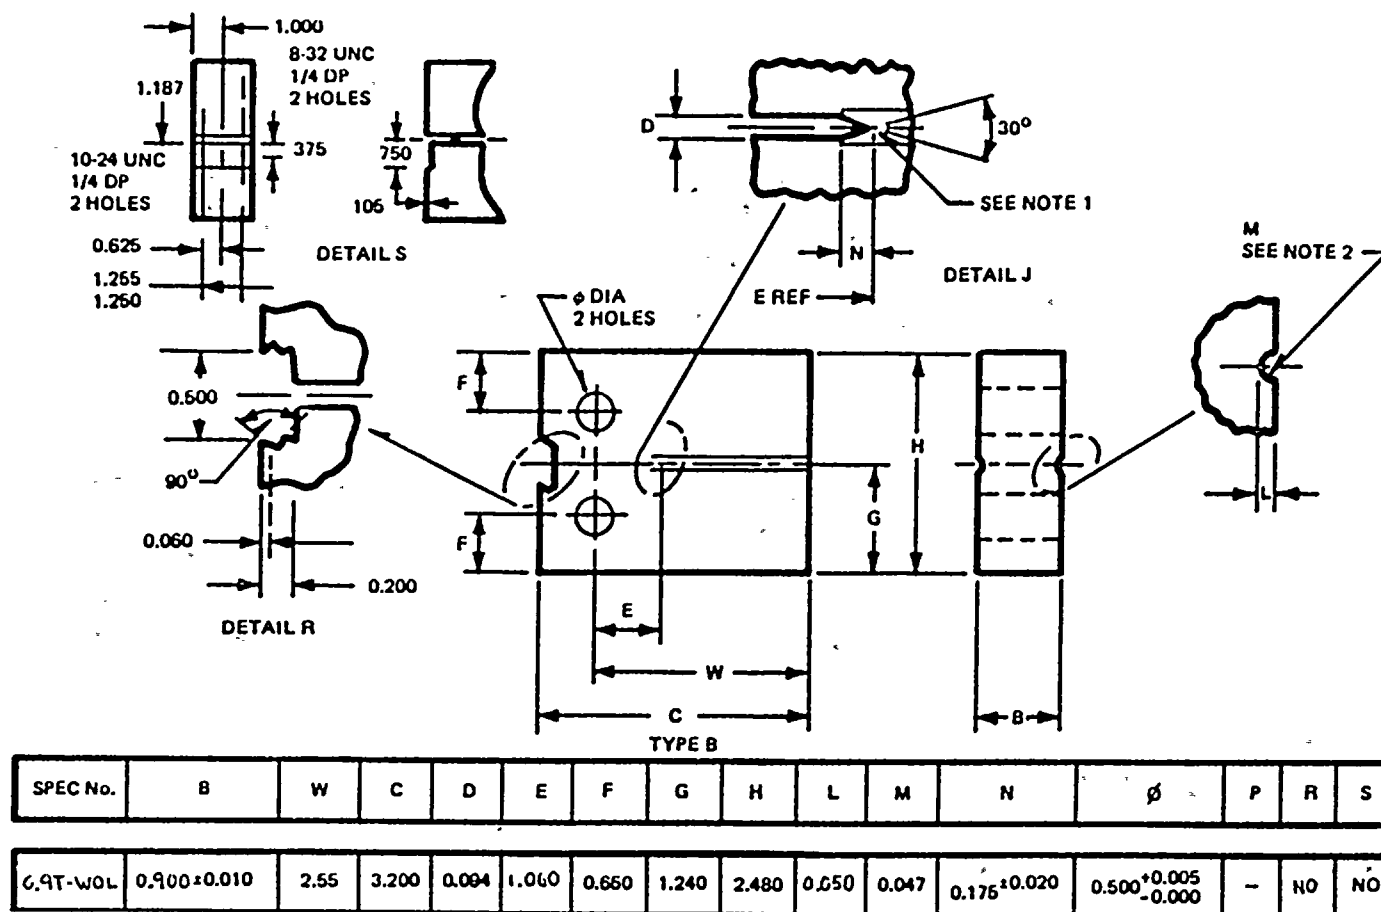 1.000
8-32 UNC
1/4 DP
2 HOLES
1.187
375
10-24 UNC
1/4 DP
2 HOLES
0.625
1.255
1.250
DETAIL S
750
105
D
30°
SEE NOTE 1
N
E REF
DETAIL J
M
SEE NOTE 2
L
0.500
90°
0.060
0.200
DETAIL R
ϕ DIA
2 HOLES
F
F
H
G
E
W
C
B
TYPE B
SPEC No. B W C D E F G H L M N Ø P R S
0.900±0.010 2.55 3.200 0.094 1.060 0.650 1.240 2.480 0.050 0.047 0.175±0.020 0.500+0.005 -0.000 - NO NO